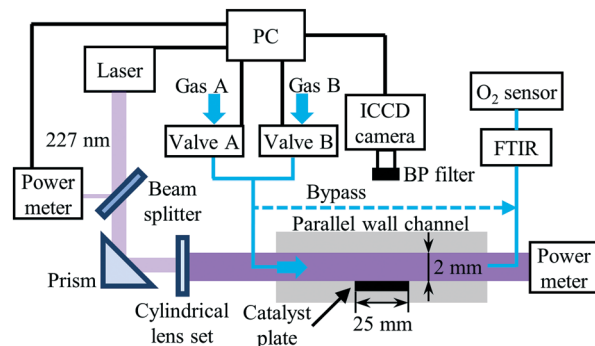 PC
Laser
Gas A
Gas B
Valve A
Valve B
ICCD
camera
O₂ sensor
FTIR
227 nm
BP filter
Power
meter
Beam
splitter
Bypass
Parallel wall channel
Prism
2 mm
Power
meter
Cylindrical
lens set
Catalyst
plate
25 mm